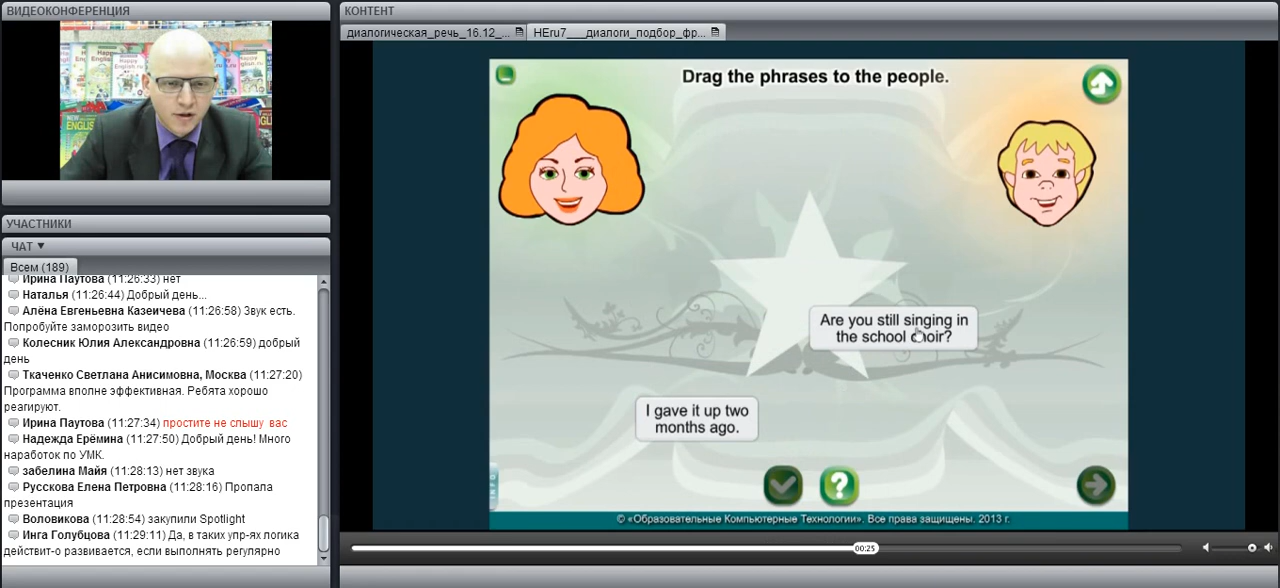 ВИДЕОКОНФЕРЕНЦИЯ
УЧАСТНИКИ
ЧАТ
Всем (189)
Ирина Паутова (11:26:33) нет
Наталья (11:26:44) Добрый день...
Алёна Евгеньевна Казеичева (11:26:58) Звук есть.
Попробуйте заморозить видео
Колесник Юлия Александровна (11:26:59) добрый
день
Ткаченко Светлана Анисимовна, Москва (11:27:20)
Программа вполне эффективная. Ребята хорошо
реагируют.
Ирина Паутова (11:27:34) простите не слышу вас
Надежда Ерёмина (11:27:50) Добрый день! Много
наработок по УМК.
забелина Майя (11:28:13) нет звука
Русскова Елена Петровна (11:28:16) Пропала
презентация
Воловикова (11:28:54) закупили Spotlight
Инга Голубцова (11:29:11) Да, в таких упр-ях логика
действит-о развивается, если выполнять регулярно
КОНТЕНТ
диалогическая_речь_16.12_...
HEru7___диалоги_подбор_фр...
Drag the phrases to the people.
Are you still singing in
the school choir?
I gave it up two
months ago.
INFO
?
© «Образовательные Компьютерные Технологии». Все права защищены. 2013 г.
00:25